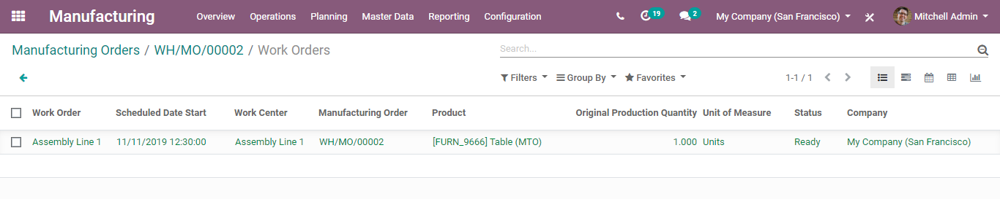 Manufacturing Overview Operations Planning Master Data Reporting Configuration 19 2 My Company (San Francisco) Mitchell Admin
Manufacturing Orders / WH/MO/00002 / Work Orders Search...
Filters Group By Favorites 1-1 / 1
Work Order Scheduled Date Start Work Center Manufacturing Order Product Original Production Quantity Unit of Measure Status Company
Assembly Line 1 11/11/2019 12:30:00 Assembly Line 1 WH/MO/00002 [FURN_9666] Table (MTO) 1.000 Units Ready My Company (San Francisco)